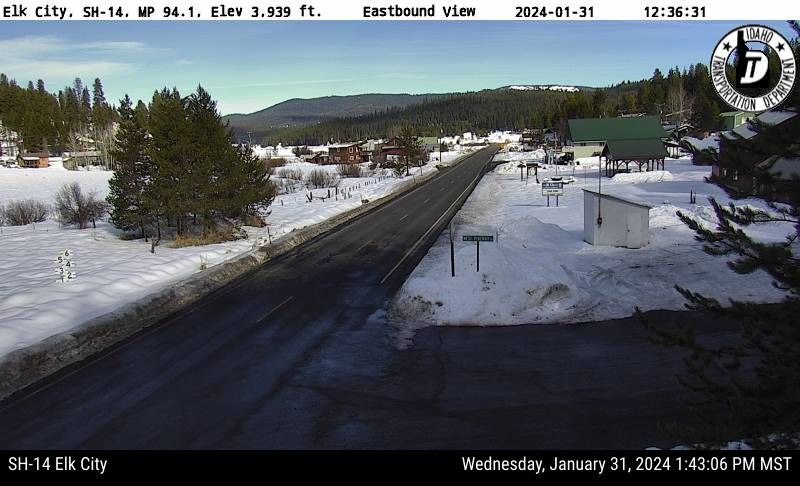 Elk City, SH-14, MP 94.1, Elev 3,939 ft. Eastbound View 2024-01-31 12:36:31
IDAHO
TRANSPORTATION DEPARTMENT
SH-14 Elk City
Wednesday, January 31, 2024 1:43:06 PM MST